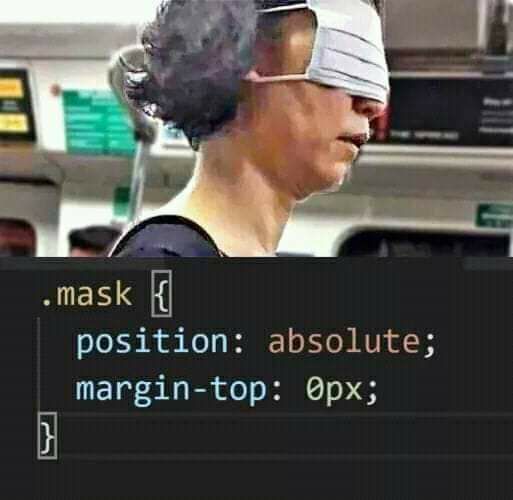 .mask {
position: absolute;
margin-top: 0px;
}